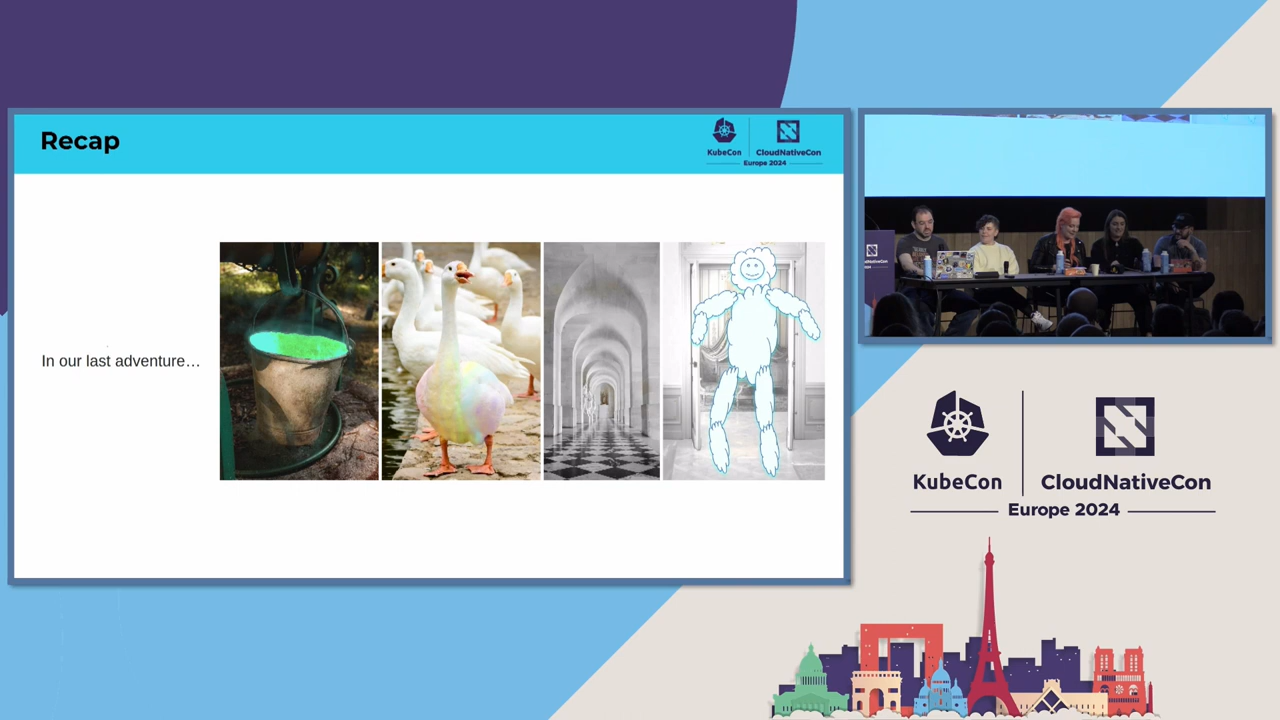 Recap
KubeCon
CloudNativeCon
Europe 2024
In our last adventure...
KubeCon
CloudNativeCon
Europe 2024